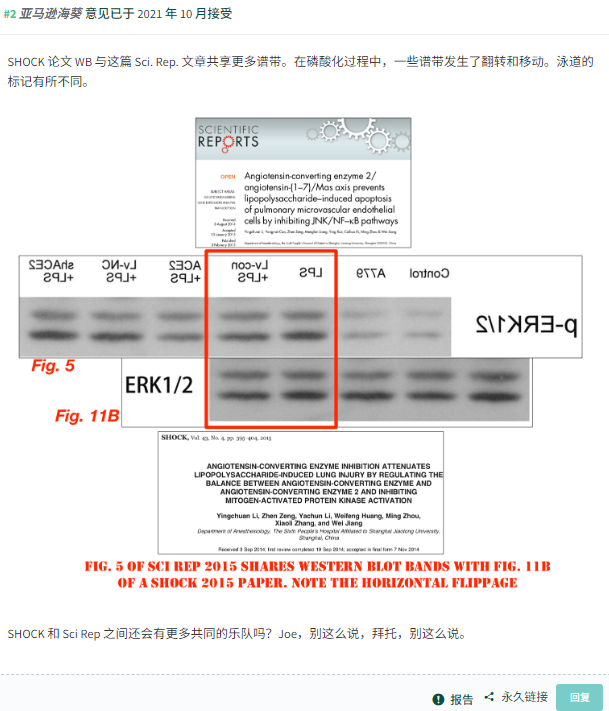 #2 亚马逊海葵 意见已于 2021 年 10 月接受
SHOCK 论文 WB 与这篇 Sci. Rep. 文章共享更多谱带。在磷酸化过程中，一些谱带发生了翻转和移动。泳道的
标记有所不同。
SCIENTIFIC
REPORTS
OPEN
Angiotensin-converting enzyme 2/
angiotensin-(1–7)/Mas axis prevents
lipopolysaccharide–induced apoptosis
of pulmonary microvascular endothelial
cells by inhibiting JNK/NF–κB pathways
shACE2 +LPS
Lv-NC +LPS
ACE2 +LPS
Lv-con +LPS
LPS
A779
Control
p-ERK1/2
Fig. 5
ERK1/2
Fig. 11B
SHOCK, Vol. 43, No. 4, pp. 395–404, 2015
ANGIOTENSIN-CONVERTING ENZYME INHIBITION ATTENUATES
LIPOPOLYSACCHARIDE-INDUCED LUNG INJURY BY REGULATING THE
BALANCE BETWEEN ANGIOTENSIN-CONVERTING ENZYME AND
ANGIOTENSIN-CONVERTING ENZYME 2 AND INHIBITING
MITOGEN-ACTIVATED PROTEIN KINASE ACTIVATION
Yingchuan Li, Zhen Zeng, Yachun Li, Weifeng Huang, Ming Zhou,
Xiaoli Zhang, and Wei Jiang
Department of Anesthesiology, The Sixth People's Hospital Affiliated to Shanghai Jiaotong University,
Shanghai, China
Received 3 Sep 2014; first review completed 19 Sep 2014; accepted in final form 7 Nov 2014
FIG. 5 OF SCI REP 2015 SHARES WESTERN BLOT BANDS WITH FIG. 11B
OF A SHOCK 2015 PAPER. NOTE THE HORIZONTAL FLIPPAGE
SHOCK 和 Sci Rep 之间还会有更多共同的乐队吗？Joe，别这么说，拜托，别这么说。
报告 永久链接 回复